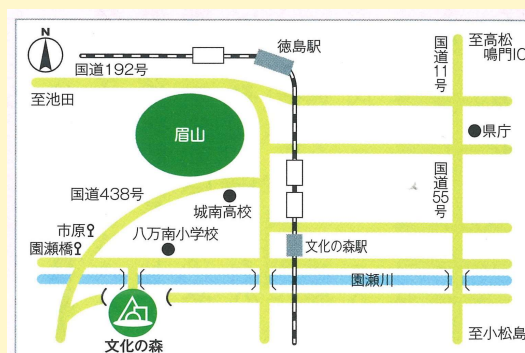 N
徳島駅
国道192号
至池田
国道11号
至高松
鳴門IC
県庁
眉山
国道438号
城南高校
国道55号
市原
園瀬橋
八万南小学校
文化の森駅
園瀬川
文化の森
至小松島